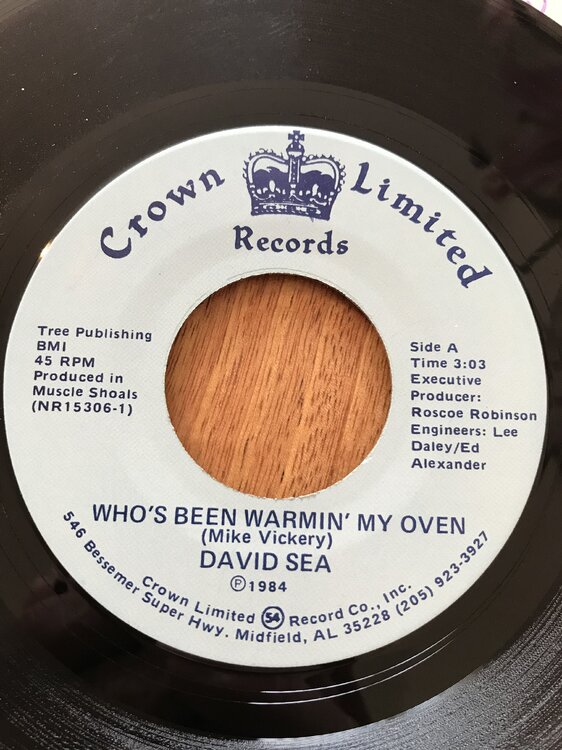 Crown Limited
Records
Tree Publishing
BMI
45 RPM
Produced in
Muscle Shoals
(NR15306-1)
Side A
Time 3:03
Executive
Producer:
Roscoe Robinson
Engineers: Lee
Daley/Ed
Alexander
WHO'S BEEN WARMIN' MY OVEN
(Mike Vickery)
DAVID SEA
Ⓟ1984
Crown Limited 54 Record Co., Inc.
546 Bessemer Super Hwy. Midfield, AL 35228 (205) 923-3927